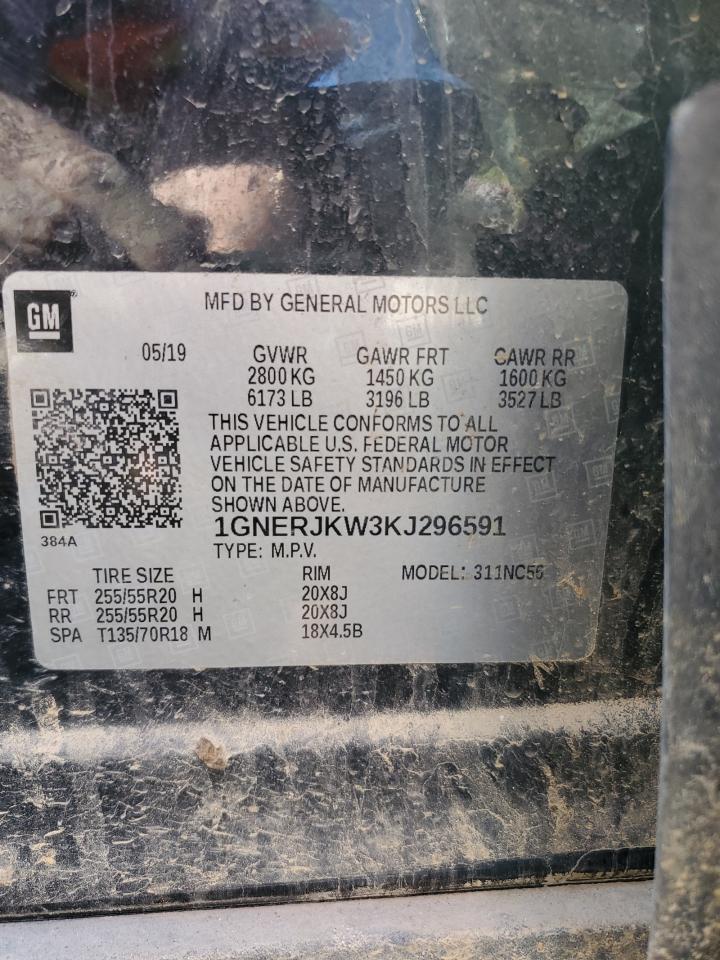 GM
MFD BY GENERAL MOTORS LLC
05/19 GVWR GAWR FRT GAWR RR
2800 KG 1450 KG 1600 KG
6173 LB 3196 LB 3527 LB
THIS VEHICLE CONFORMS TO ALL
APPLICABLE U.S. FEDERAL MOTOR
VEHICLE SAFETY STANDARDS IN EFFECT
ON THE DATE OF MANUFACTURE
SHOWN ABOVE.
384A
1GNERJKW3KJ296591
TYPE: M.P.V.
TIRE SIZE RIM MODEL: 311NC56
FRT 255/55R20 H 20X8J
RR 255/55R20 H 20X8J
SPA T135/70R18 M 18X4.5B